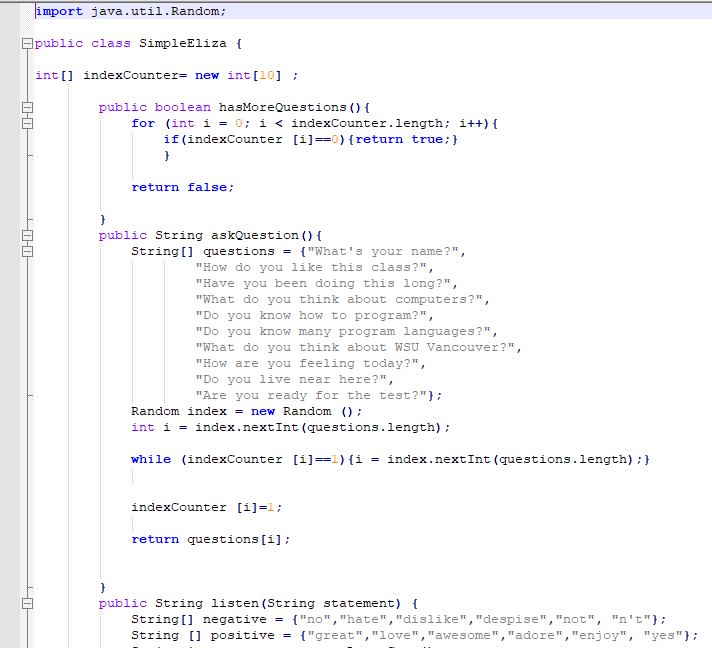 import java.util.Random;
public class SimpleEliza {
int[] indexCounter= new int[10] ;
public boolean hasMoreQuestions(){
for (int i = 0; i < indexCounter.length; i++){
if(indexCounter [i]==0){return true;}
}
return false;
}
public String askQuestion(){
String[] questions = {"What's your name?",
"How do you like this class?",
"Have you been doing this long?",
"What do you think about computers?",
"Do you know how to program?",
"Do you know many program languages?",
"What do you think about WSU Vancouver?",
"How are you feeling today?",
"Do you live near here?",
"Are you ready for the test?"};
Random index = new Random ();
int i = index.nextInt(questions.length);
while (indexCounter [i]==1){i = index.nextInt(questions.length);}
indexCounter [i]=1;
return questions[i];
}
public String listen(String statement) {
String[] negative = {"no","hate","dislike","despise","not", "n't"};
String [] positive = {"great","love","awesome","adore","enjoy", "yes"};